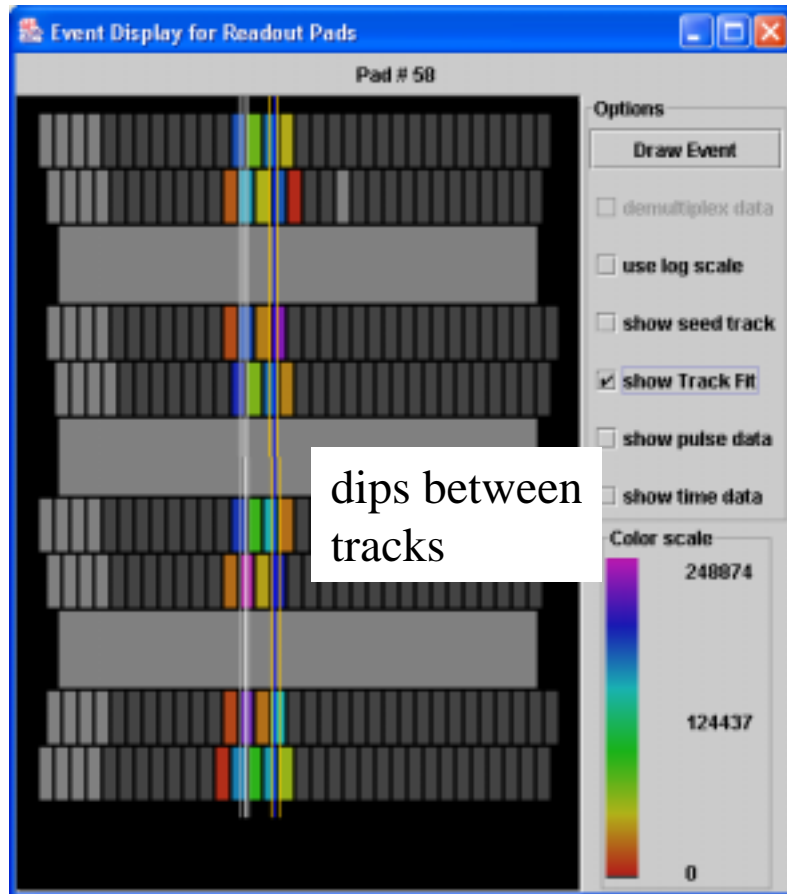 Event Display for Readout Pads
Pad # 58
Options
Draw Event
demultiplex data
use log scale
show seed track
show Track Fit
show pulse data
show time data
dips between
tracks
Color scale
248874
124437
0